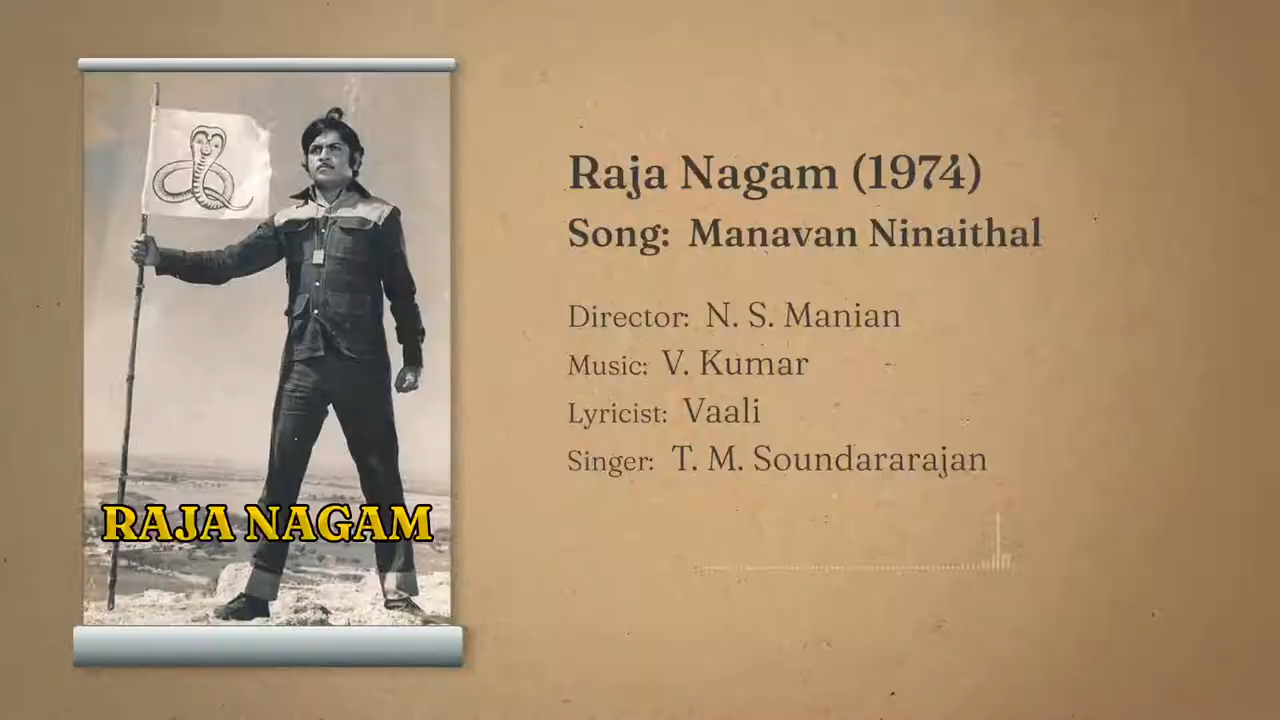 Raja Nagam (1974)
Song: Manavan Ninaithal
Director: N. S. Manian
Music: V. Kumar
Lyricist: Vaali
Singer: T. M. Soundararajan
RAJA NAGAM